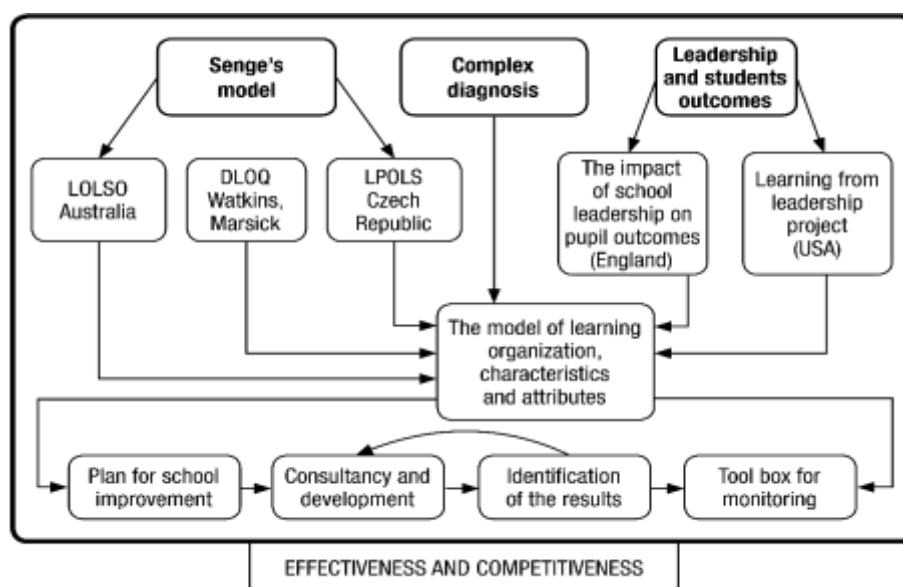 Senge's
model
Complex
diagnosis
Leadership
and students
outcomes
LOLSO
Australia
DLOQ
Watkins,
Marsick
LPOLS
Czech
Republic
The impact
of school
leadership on
pupil outcomes
(England)
Learning from
leadership
project
(USA)
The model of learning
organization,
characteristics
and attributes
Plan for school
improvement
Consultancy and
development
Identification
of the results
Tool box for
monitoring
EFFECTIVENESS AND COMPETITIVENESS